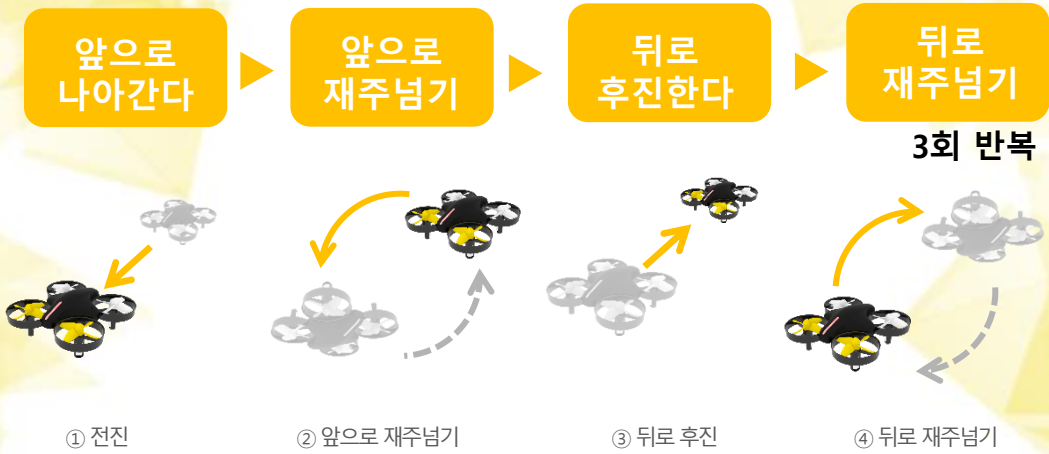 앞으로
나아간다
앞으로
재주넘기
뒤로
후진한다
뒤로
재주넘기
3회 반복
① 전진
② 앞으로 재주넘기
③ 뒤로 후진
④ 뒤로 재주넘기